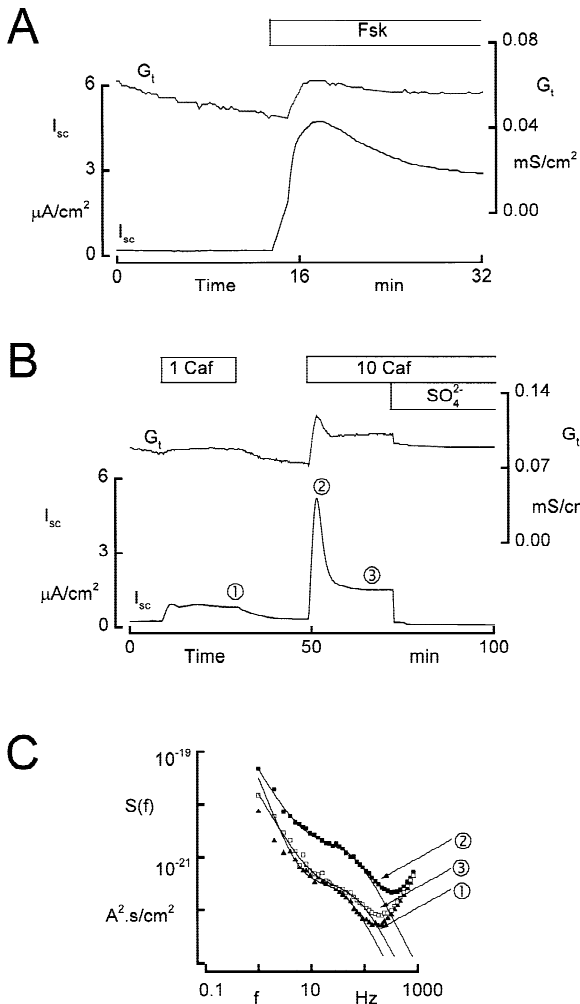 A
Fsk
0.08
6
Gt
Gt
Isc
0.04
3
mS/cm2
μA/cm2
Isc
0.00
0
0
16
32
Time
min
B
1 Caf
10 Caf
SO42-
0.14
Gt
Gt
0.07
6
②
Isc
mS/cr
3
0.00
③
①
μA/cm2
Isc
0
0
50
100
Time
min
C
10-19
S(f)
②
10-21
③
①
A2.s/cm2
0.1
10
1000
f
Hz